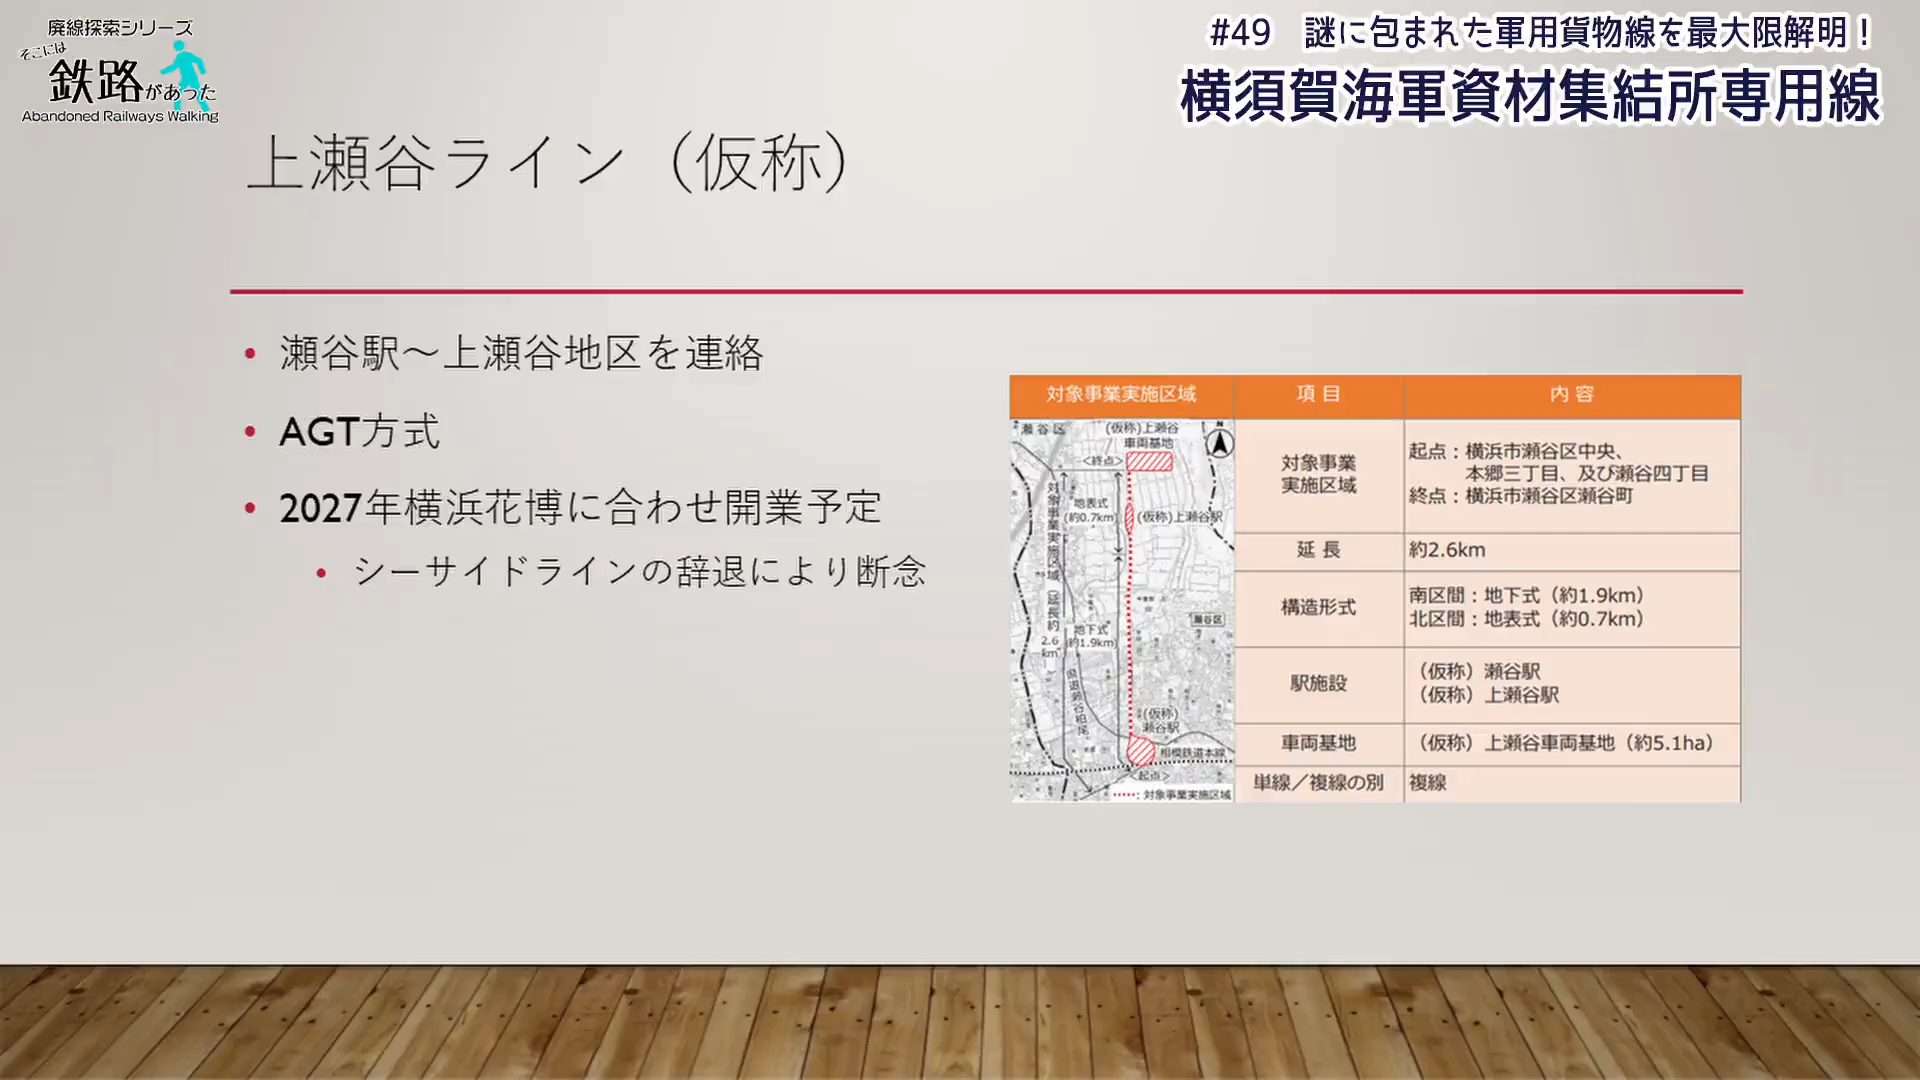 廃線探索シリーズ
そこには
鉄路があった
Abandoned Railways Walking
#49 謎に包まれた軍用貨物線を最大限解明！
横須賀海軍資材集結所専用線
上瀬谷ライン（仮称）
• 瀬谷駅～上瀬谷地区を連絡
• AGT方式
• 2027年横浜花博に合わせ開業予定
• シーサイドラインの辞退により断念
対象事業実施区域
項 目
内 容
瀬谷区
(仮称)上瀬谷
車両基地
N
<終点>
地表式
(約0.7km)
(仮称)上瀬谷駅
対象事業実施区域(延長約
2.6
km)
地下式
(約1.9km)
瀬谷区
県道瀬谷柏尾
(仮称)
瀬谷駅
相模鉄道本線
<起点>
：対象事業実施区域
対象事業
実施区域
起点：横浜市瀬谷区中央、
本郷三丁目、及び瀬谷四丁目
終点：横浜市瀬谷区瀬谷町
延 長
約2.6km
構造形式
南区間：地下式（約1.9km）
北区間：地表式（約0.7km）
駅施設
（仮称）瀬谷駅
（仮称）上瀬谷駅
車両基地
（仮称）上瀬谷車両基地（約5.1ha）
単線／複線の別
複線